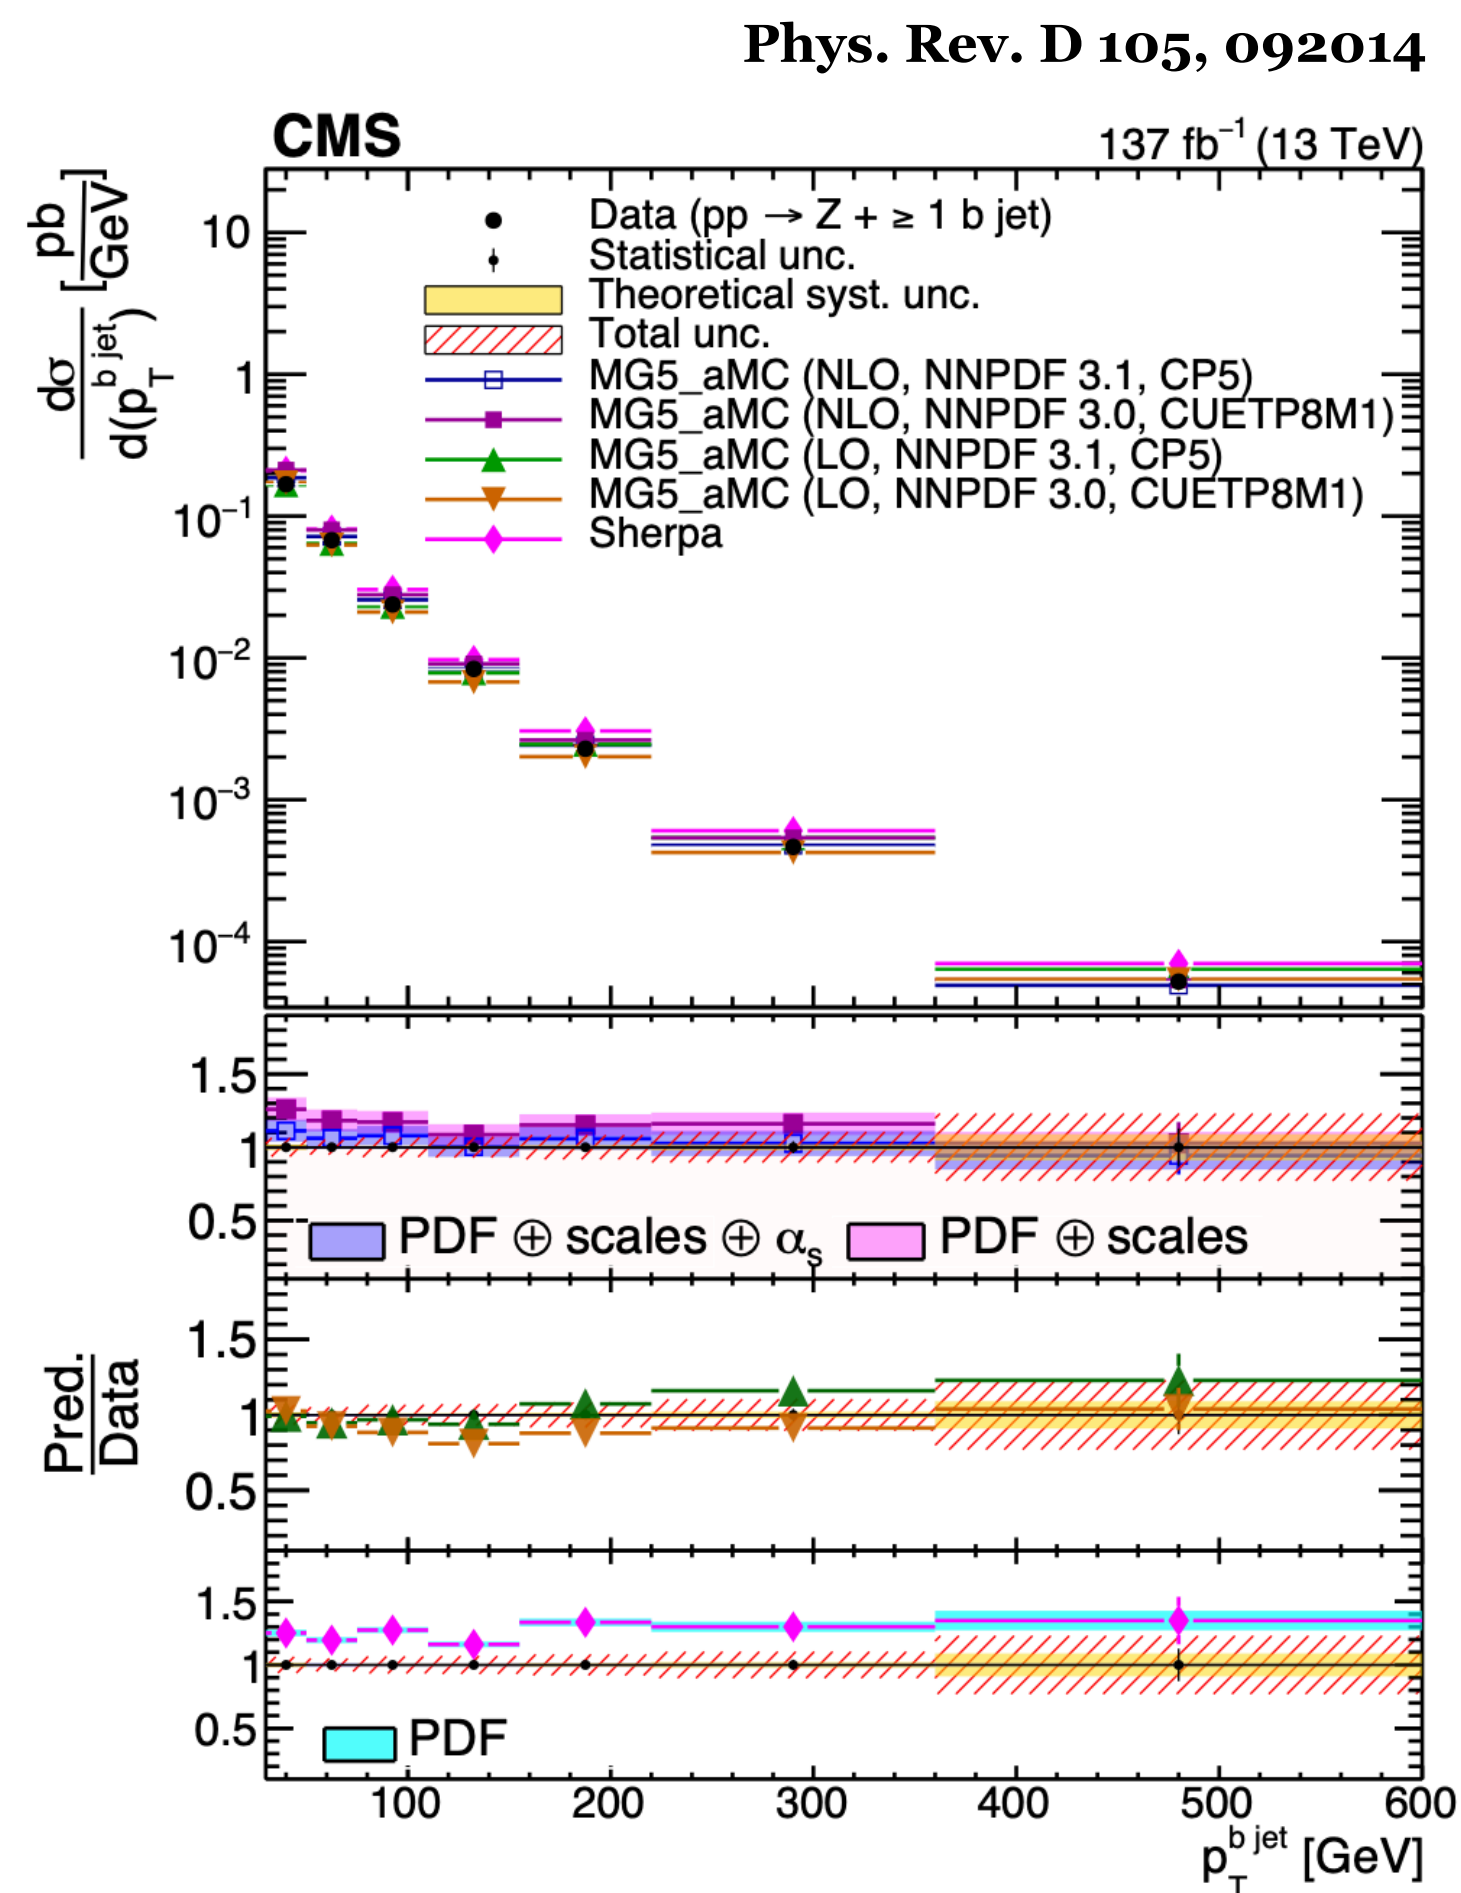 Phys. Rev. D 105, 092014
CMS
137 fb⁻¹ (13 TeV)
dσ / d(p_T^{b jet}) [pb / GeV]
Data (pp → Z + ≥ 1 b jet)
Statistical unc.
Theoretical syst. unc.
Total unc.
MG5_aMC (NLO, NNPDF 3.1, CP5)
MG5_aMC (NLO, NNPDF 3.0, CUETP8M1)
MG5_aMC (LO, NNPDF 3.1, CP5)
MG5_aMC (LO, NNPDF 3.0, CUETP8M1)
Sherpa
10
1
10⁻¹
10⁻²
10⁻³
10⁻⁴
1.5
1
0.5
PDF ⊕ scales ⊕ αₛ
PDF ⊕ scales
Pred.
Data
1.5
1
0.5
1.5
1
0.5
PDF
100 200 300 400 500 600
p_T^{b jet} [GeV]